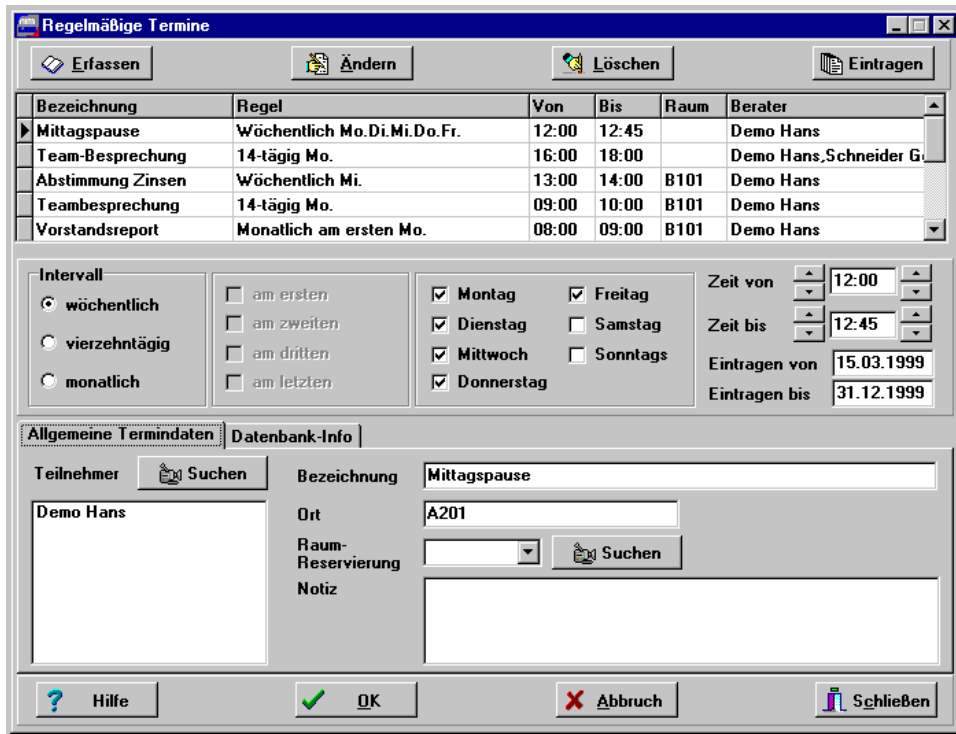 Regelmäßige Termine
Erfassen Ändern Löschen Eintragen
Bezeichnung Regel Von Bis Raum Berater
Mittagspause Wöchentlich Mo.Di.Mi.Do.Fr. 12:00 12:45 Demo Hans
Team-Besprechung 14-tägig Mo. 16:00 18:00 Demo Hans,Schneider G
Abstimmung Zinsen Wöchentlich Mi. 13:00 14:00 B101 Demo Hans
Teambesprechung 14-tägig Mo. 09:00 10:00 B101 Demo Hans
Vorstandsreport Monatlich am ersten Mo. 08:00 09:00 B101 Demo Hans
Intervall
wöchentlich
vierzehntägig
monatlich
am ersten
am zweiten
am dritten
am letzten
Montag
Dienstag
Mittwoch
Donnerstag
Freitag
Samstag
Sonntags
Zeit von 12:00
Zeit bis 12:45
Eintragen von 15.03.1999
Eintragen bis 31.12.1999
Allgemeine Termindaten Datenbank-Info
Teilnehmer Suchen
Demo Hans
Bezeichnung Mittagspause
Ort A201
Raum-
Reservierung Suchen
Notiz
? Hilfe OK Abbruch Schließen